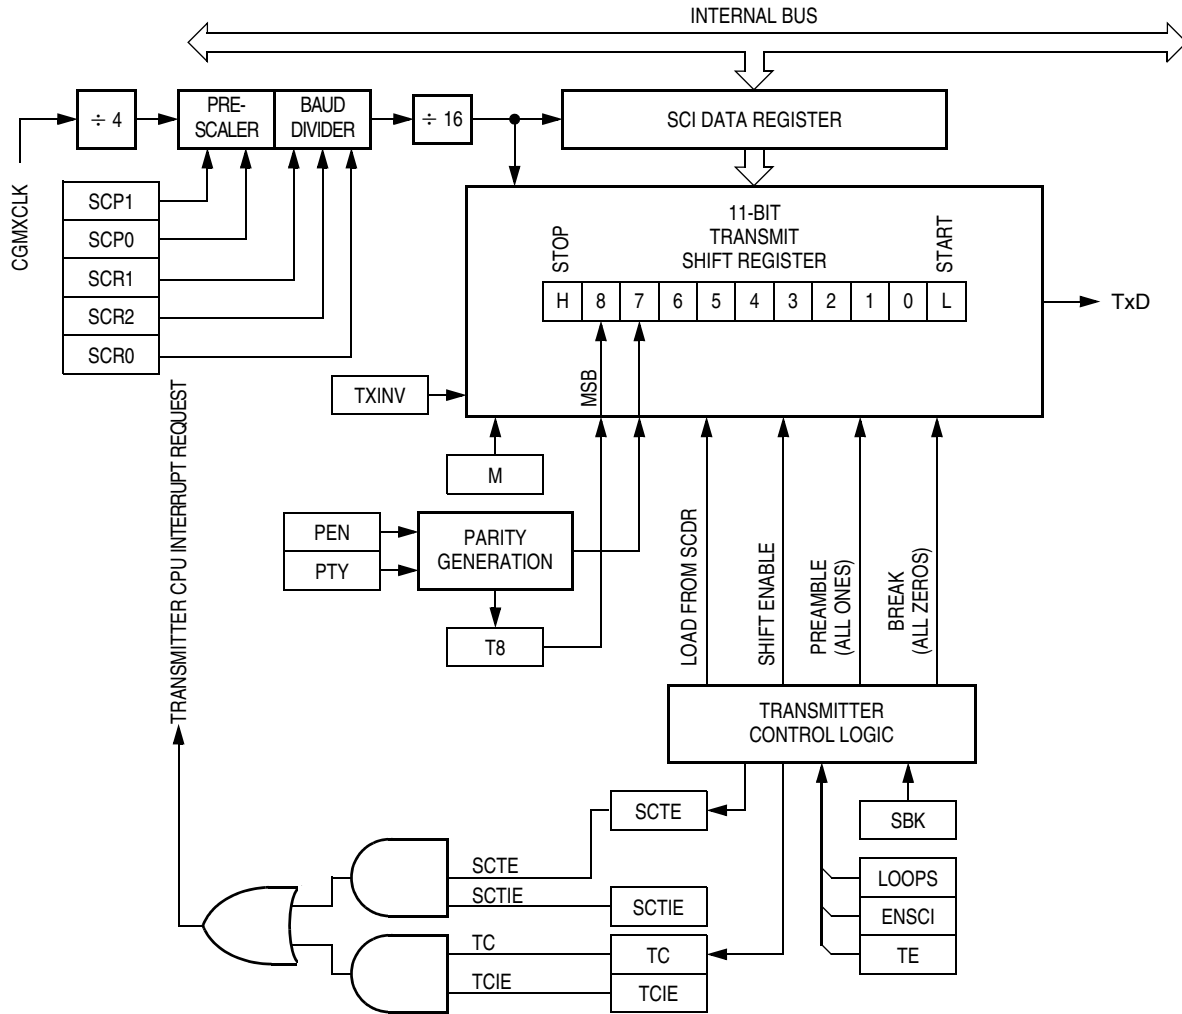 INTERNAL BUS
÷ 4
PRE-
SCALER
BAUD
DIVIDER
÷ 16
SCI DATA REGISTER
CGMXCLK
SCP1
SCP0
SCR1
SCR2
SCR0
11-BIT
TRANSMIT
SHIFT REGISTER
STOP
START
H 8 7 6 5 4 3 2 1 0 L
TxD
TXINV
MSB
M
PEN
PTY
PARITY
GENERATION
T8
TRANSMITTER CPU INTERRUPT REQUEST
LOAD FROM SCDR
SHIFT ENABLE
PREAMBLE
(ALL ONES)
BREAK
(ALL ZEROS)
TRANSMITTER
CONTROL LOGIC
SCTE
SBK
SCTE
SCTIE
SCTIE
LOOPS
ENSCI
TE
TC
TC
TCIE
TCIE